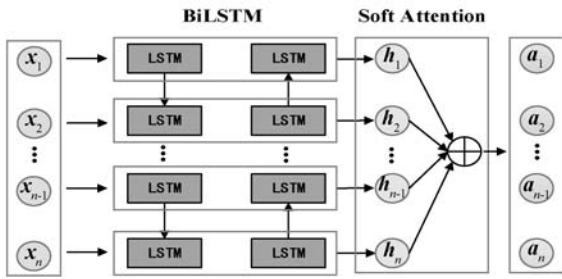 BiLSTM Soft Attention
x1 LSTM LSTM h1 a1
x2 LSTM LSTM h2 a2
xn-1 LSTM LSTM hn-1 an-1
xn LSTM LSTM hn an